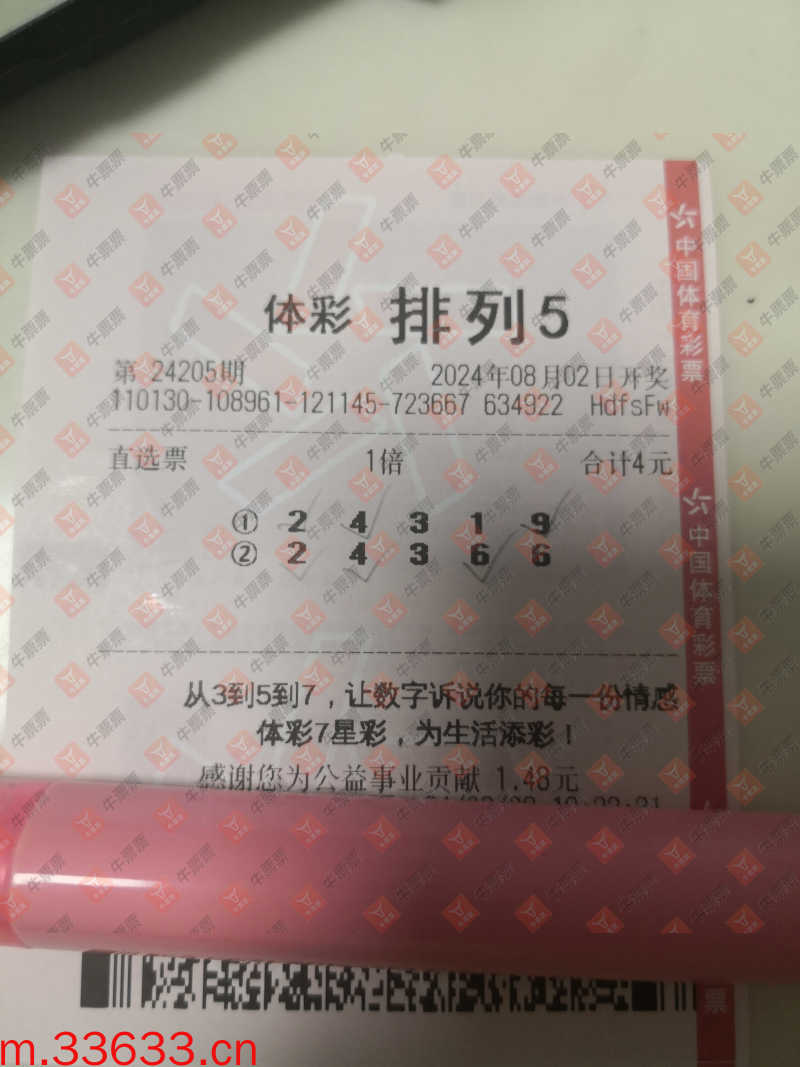 体彩 排列5
第 24205期 2024年08月02日开奖
110130-108961-121145-723667 634922 HdfsFw
直选票 1倍 合计4元
① 2 4 3 1 9
② 2 4 3 6 6
从3到5到7，让数字诉说你的每一份情感
体彩7星彩，为生活添彩！
感谢您为公益事业贡献 1.48元
中国体育彩票
中国体育彩票
票
牛票票
m.33633.cn